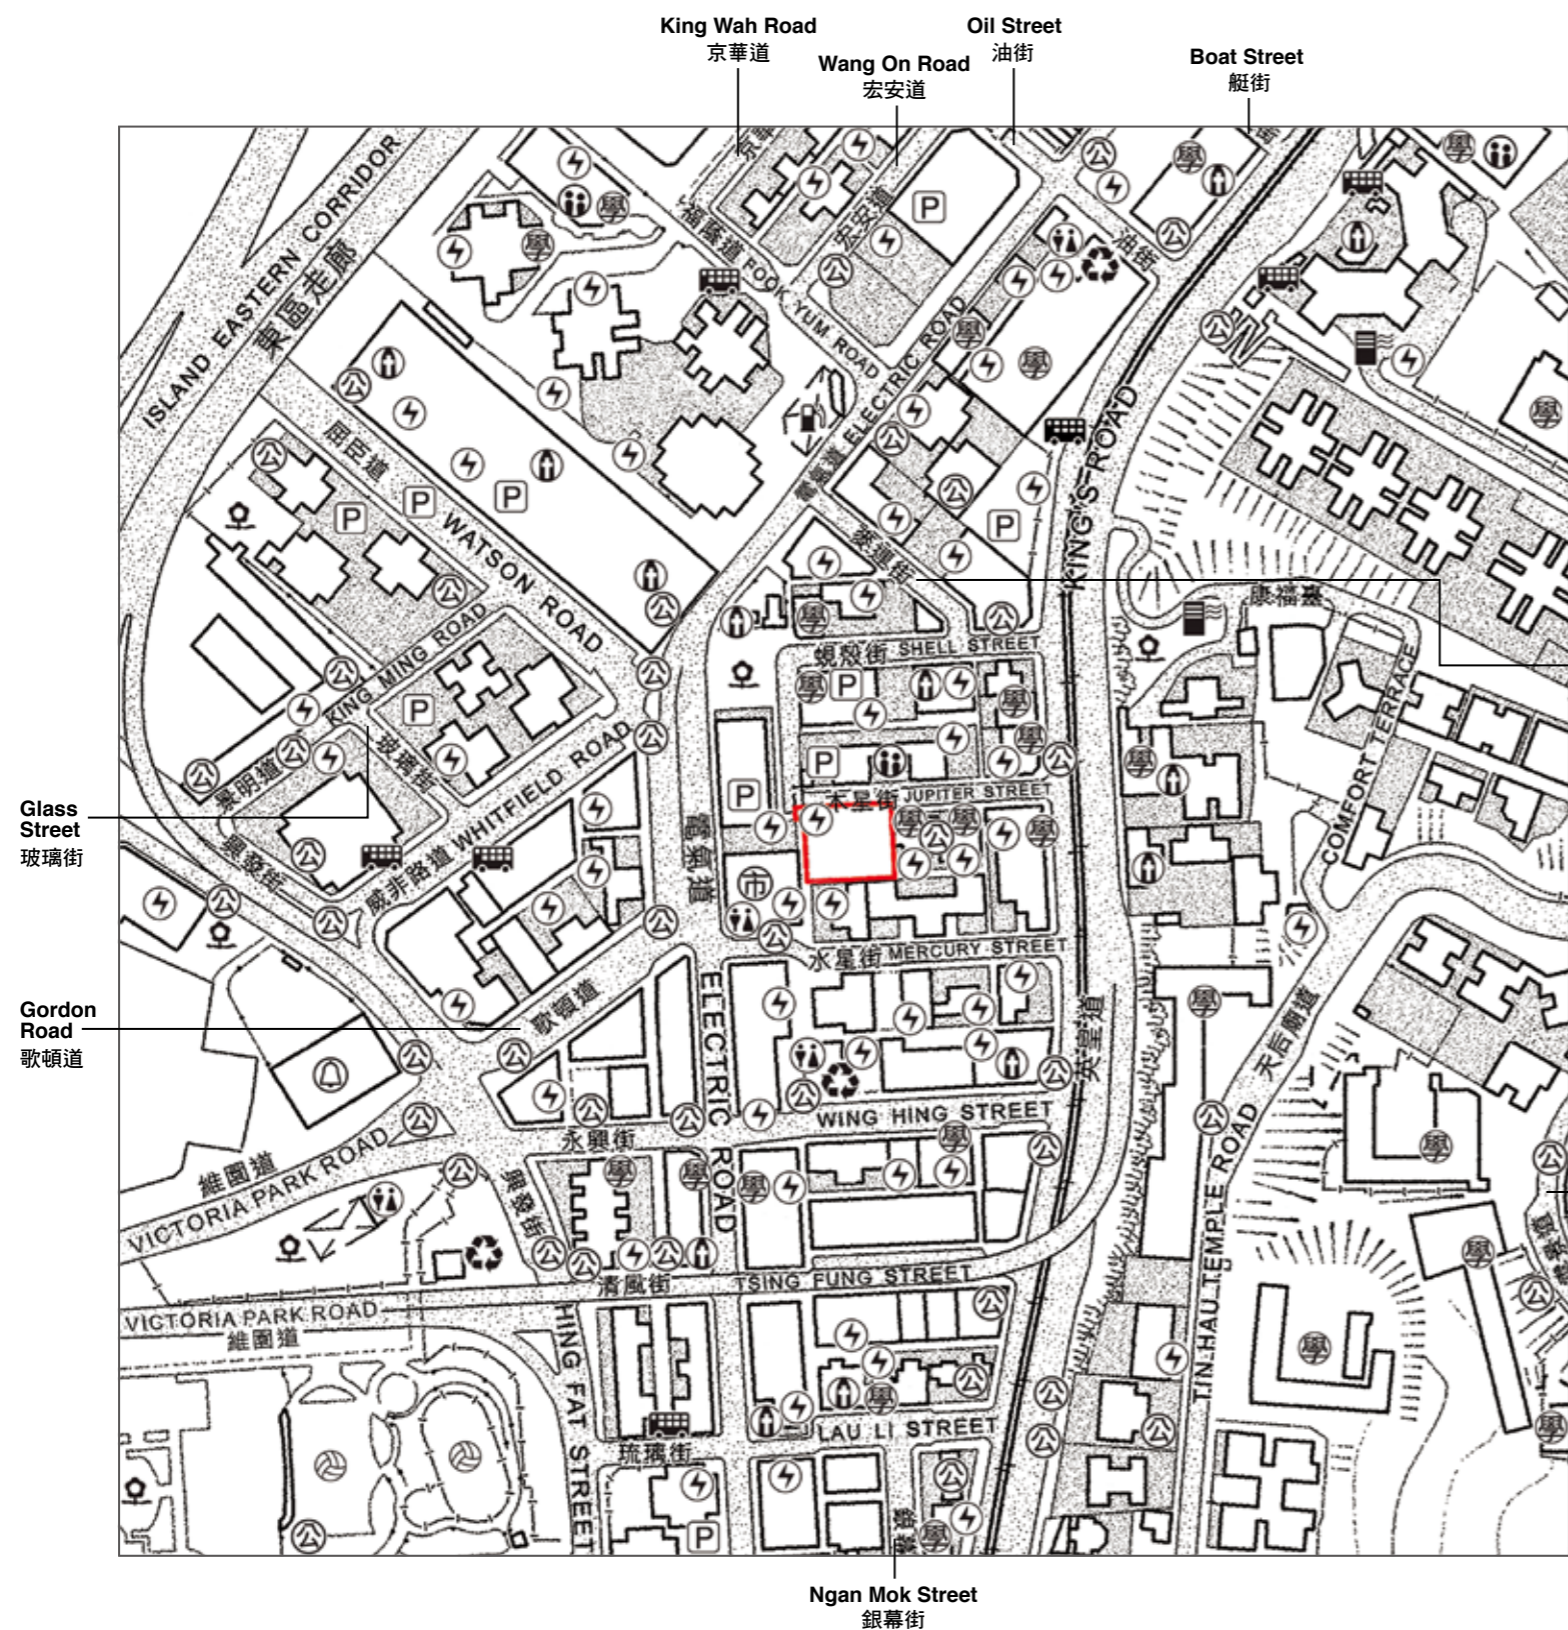 King Wah Road
京華道
Oil Street
油街
Wang On Road
宏安道
Boat Street
艇街
ISLAND EASTERN CORRIDOR
東區走廊
福蔭道 FOOK YUM ROAD
宏安道
油街
屈臣道
WATSON ROAD
電氣道 ELECTRIC ROAD
麥連街
KING'S ROAD
康福臺
COMFORT TERRACE
蜆殼街 SHELL STREET
KING MING ROAD
景明道
玻璃街
威非路道 WHITFIELD ROAD
興發街
木星街 JUPITER STREET
Glass
Street
玻璃街
電氣道
市
水星街 MERCURY STREET
Gordon
Road
歌頓道
歌頓道
ELECTRIC ROAD
英皇道
天后廟道
TIN HAU TEMPLE ROAD
WING HING STREET
永興街
維園道
VICTORIA PARK ROAD
興發街
清風街 TSING FUNG STREET
VICTORIA PARK ROAD
維園道
HING FAT STREET
LAU LI STREET
琉璃街
Ngan Mok Street
銀幕街